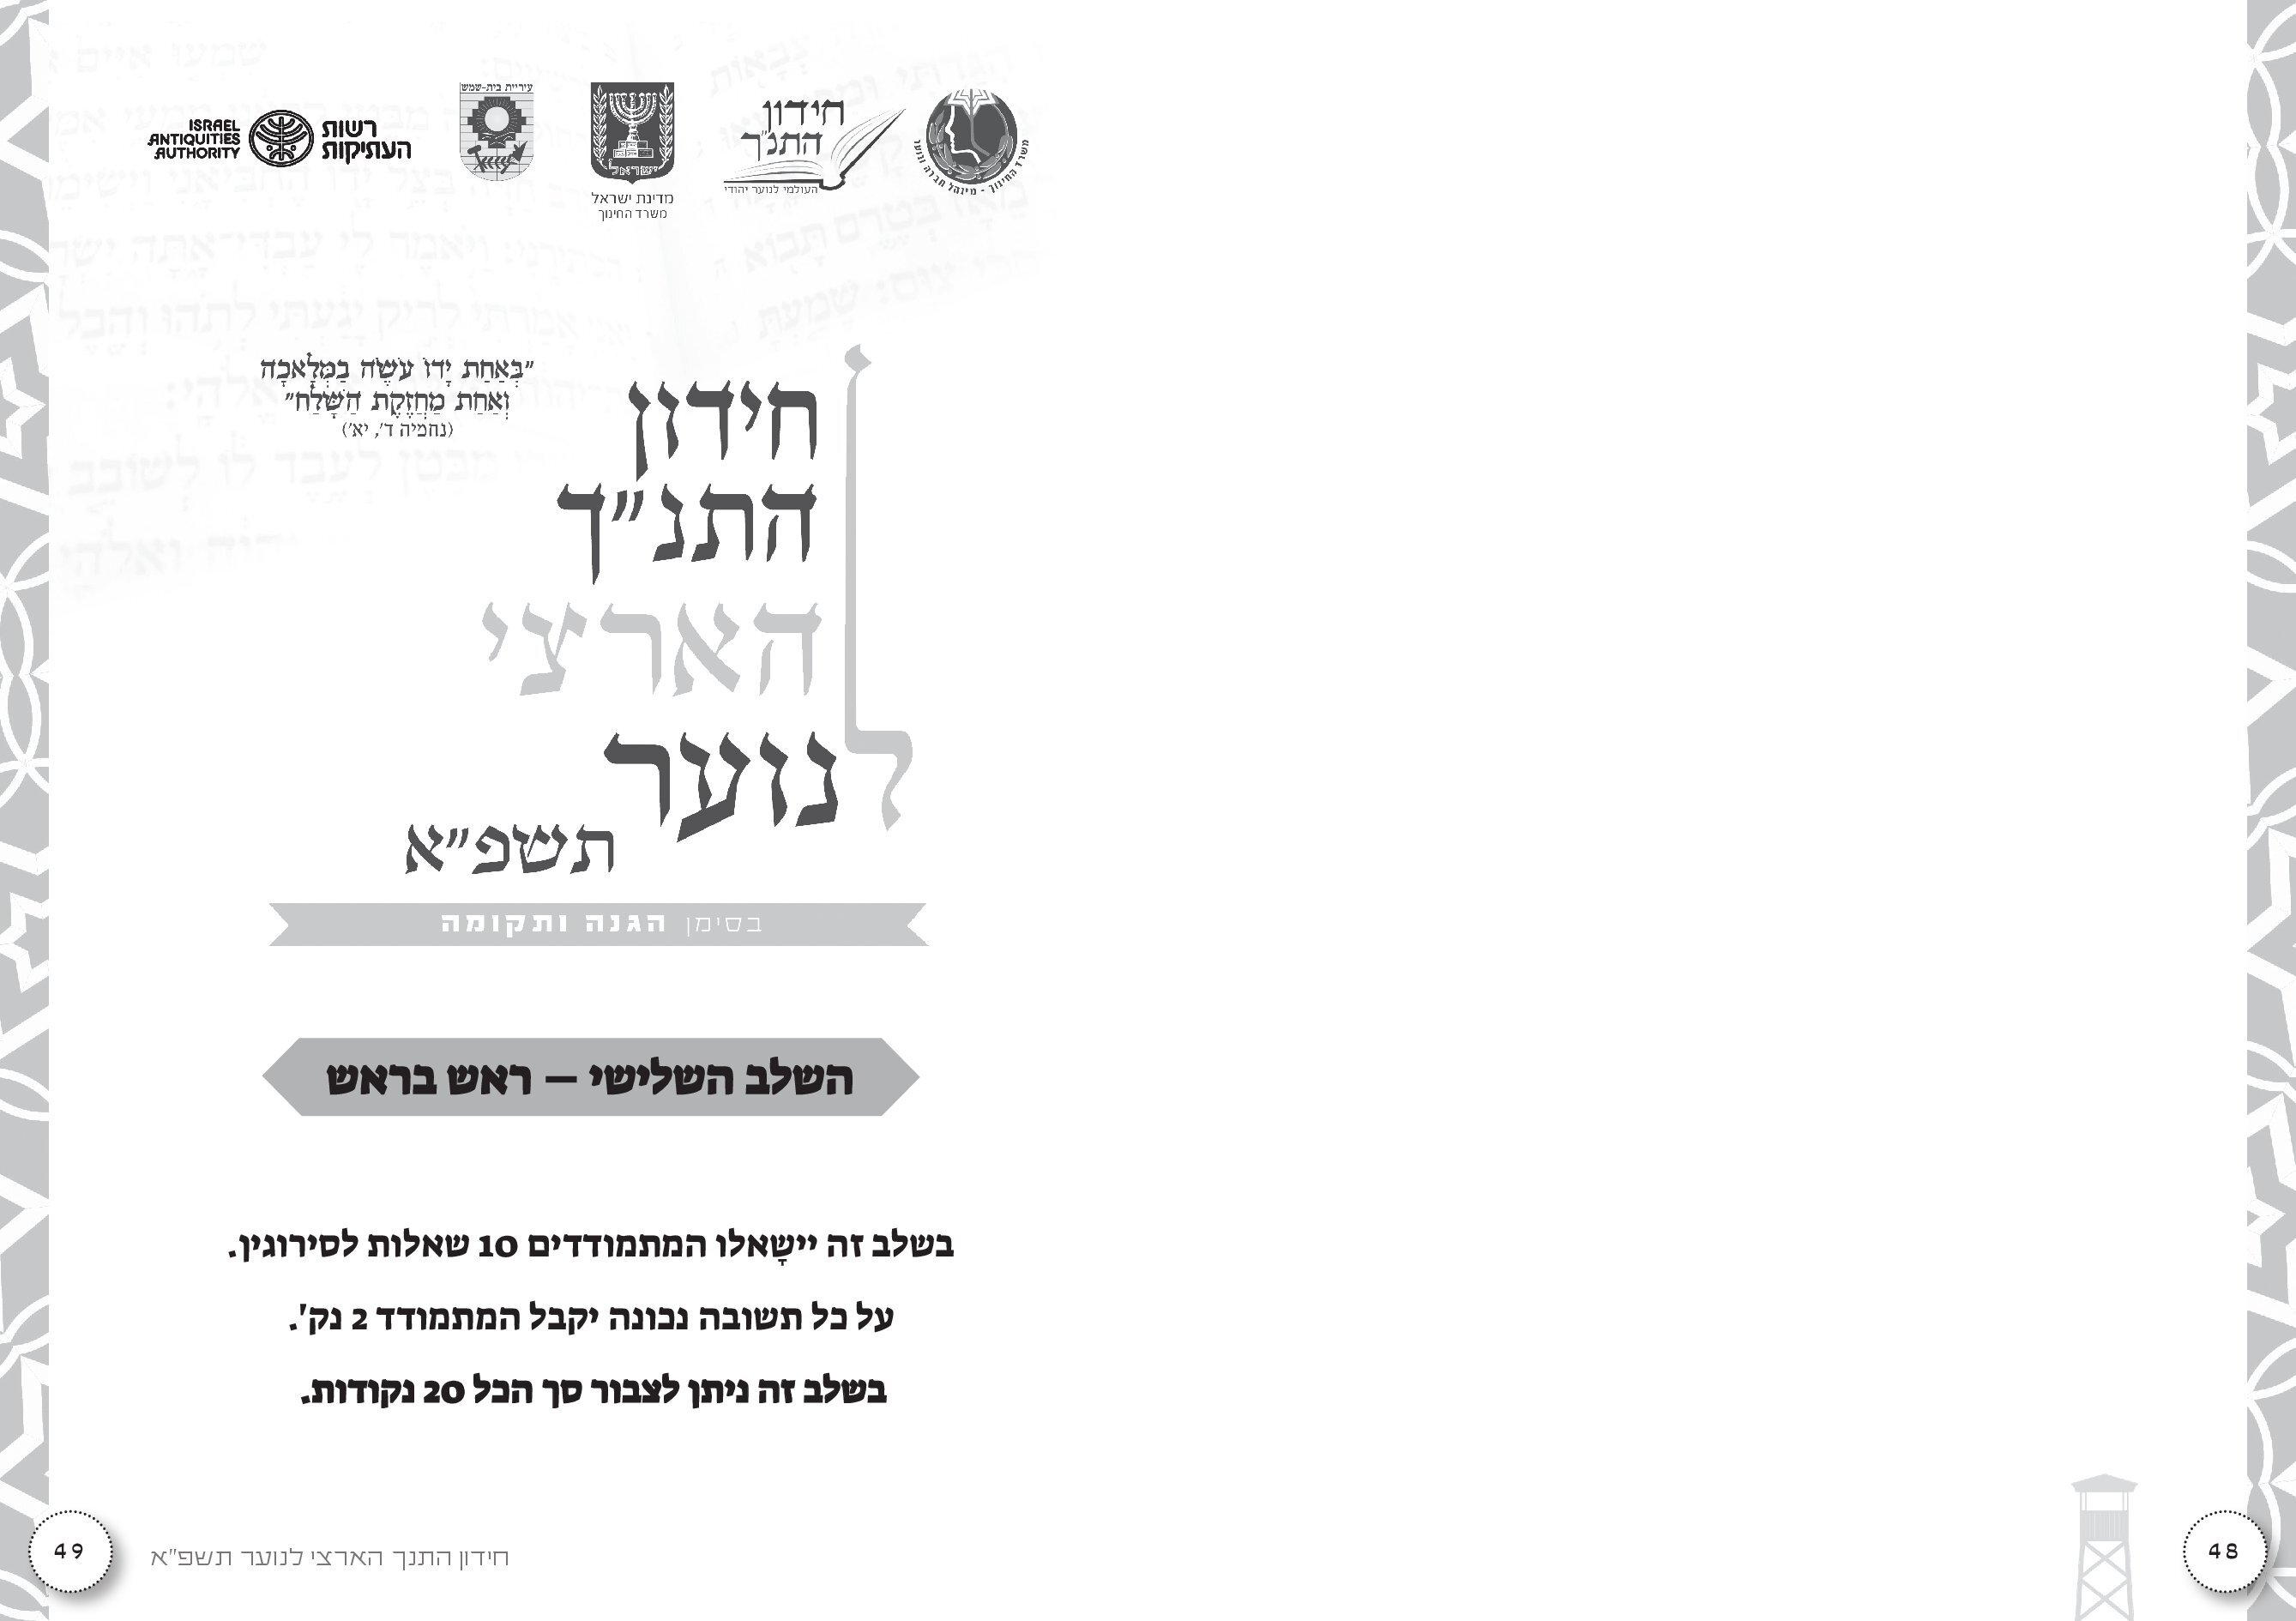 משרד החינוך - מינהל חברה ונוער
חידון
התנ"ך
העולמי לנוער יהודי
ישראל
מדינת ישראל
משרד החינוך
עיריית בית-שמש
רשות
העתיקות
ISRAEL
ANTIQUITIES
AUTHORITY
"בְּאַחַת יָדוֹ עֹשֶׂה בַמְּלָאכָה
וְאַחַת מַחֲזֶקֶת הַשָּׁלַח"
(נחמיה ד', יא')
חידון
התנ"ך
הארצי
לנוער
תשפ"א
בסימן הגנה ותקומה
השלב השלישי – ראש בראש
בשלב זה יישָאלו המתמודדים 10 שאלות לסירוגין.
על כל תשובה נכונה יקבל המתמודד 2 נק'.
בשלב זה ניתן לצבור סך הכל 20 נקודות.
חידון התנך הארצי לנוער תשפ"א
49
48